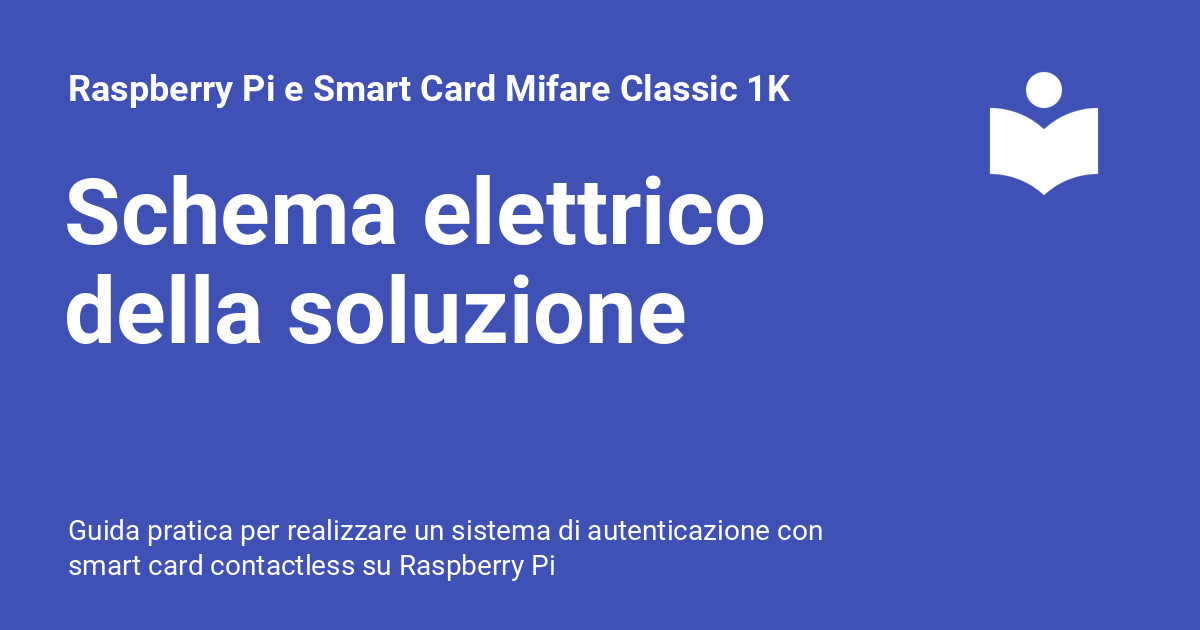 Raspberry Pi e Smart Card Mifare Classic 1K
Schema elettrico
della soluzione
Guida pratica per realizzare un sistema di autenticazione con
smart card contactless su Raspberry Pi